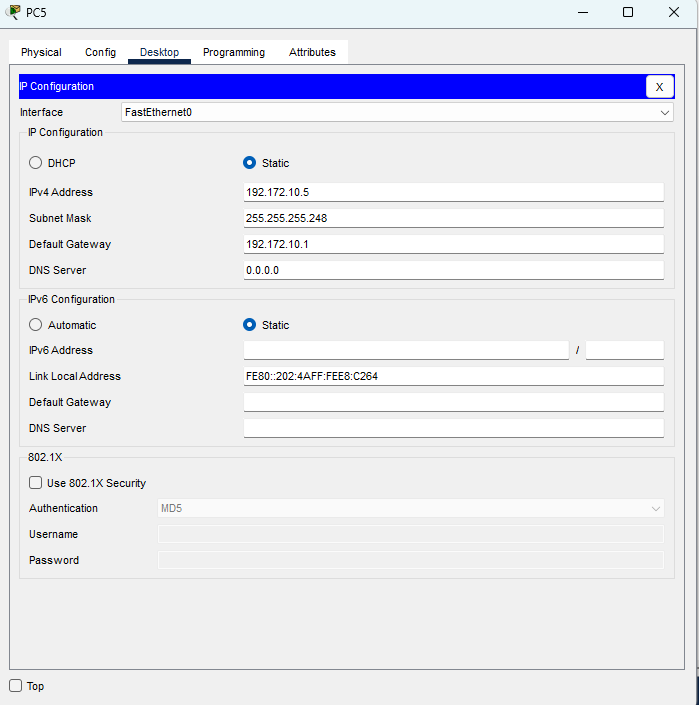 PC5
Physical Config Desktop Programming Attributes
IP Configuration X
Interface FastEthernet0
IP Configuration
DHCP Static
IPv4 Address 192.172.10.5
Subnet Mask 255.255.255.248
Default Gateway 192.172.10.1
DNS Server 0.0.0.0
IPv6 Configuration
Automatic Static
IPv6 Address /
Link Local Address FE80::202:4AFF:FEE8:C264
Default Gateway
DNS Server
802.1X
Use 802.1X Security
Authentication MD5
Username
Password
Top